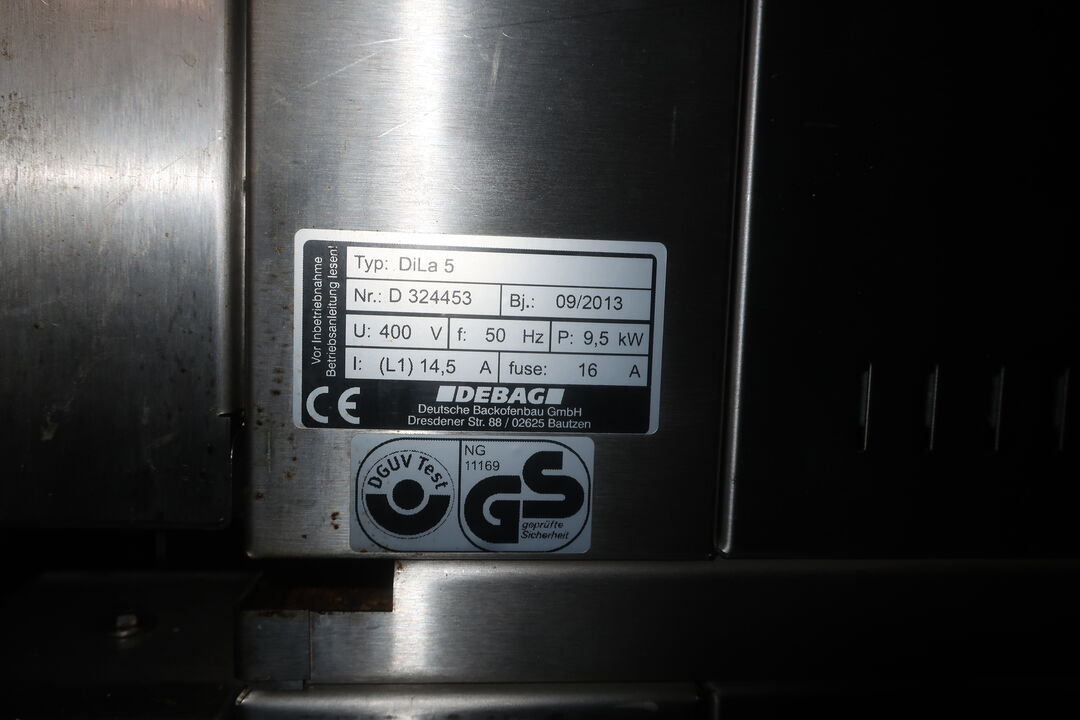 Vor Inbetriebnahme
Betriebsanleitung lesen!
Typ: DiLa 5
Nr.: D 324453 Bj.: 09/2013
U: 400 V f: 50 Hz P: 9,5 kW
I: (L1) 14,5 A fuse: 16 A
CE
DEBAG
Deutsche Backofenbau GmbH
Dresdener Str. 88 / 02625 Bautzen
DGUV Test
NG
11169
GS
geprüfte
Sicherheit